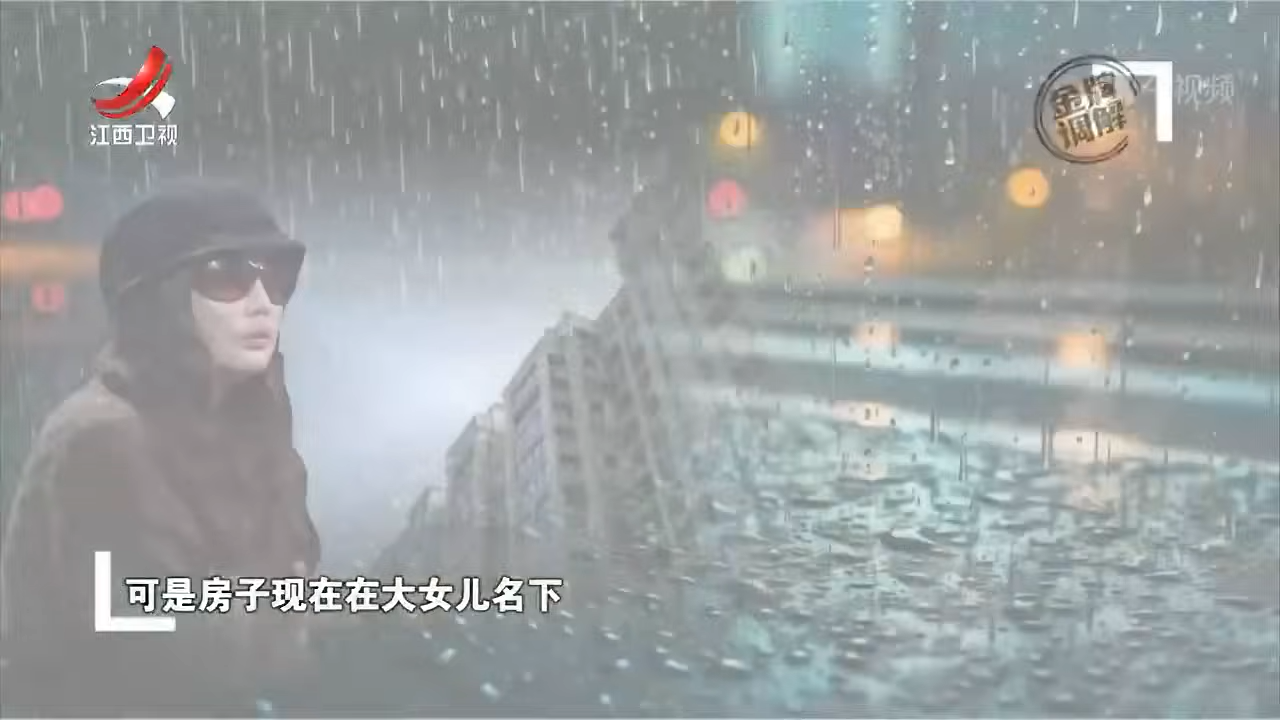 江西卫视
金牌
调解
视频
可是房子现在在大女儿名下